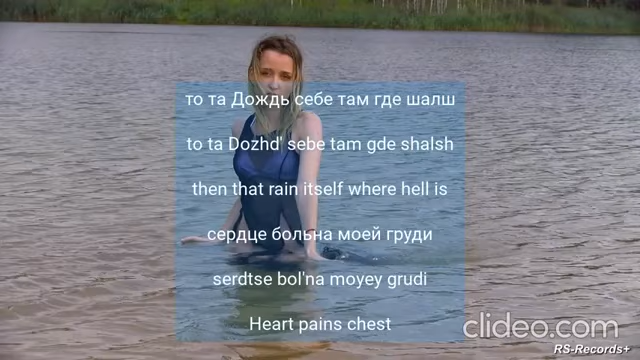 то та Дождь себе там где шалш
to ta Dozhd' sebe tam gde shalsh
then that rain itself where hell is
сердце больна моей груди
serdtse bol'na moyey grudi
Heart pains chest
clideo.com
RS-Records+